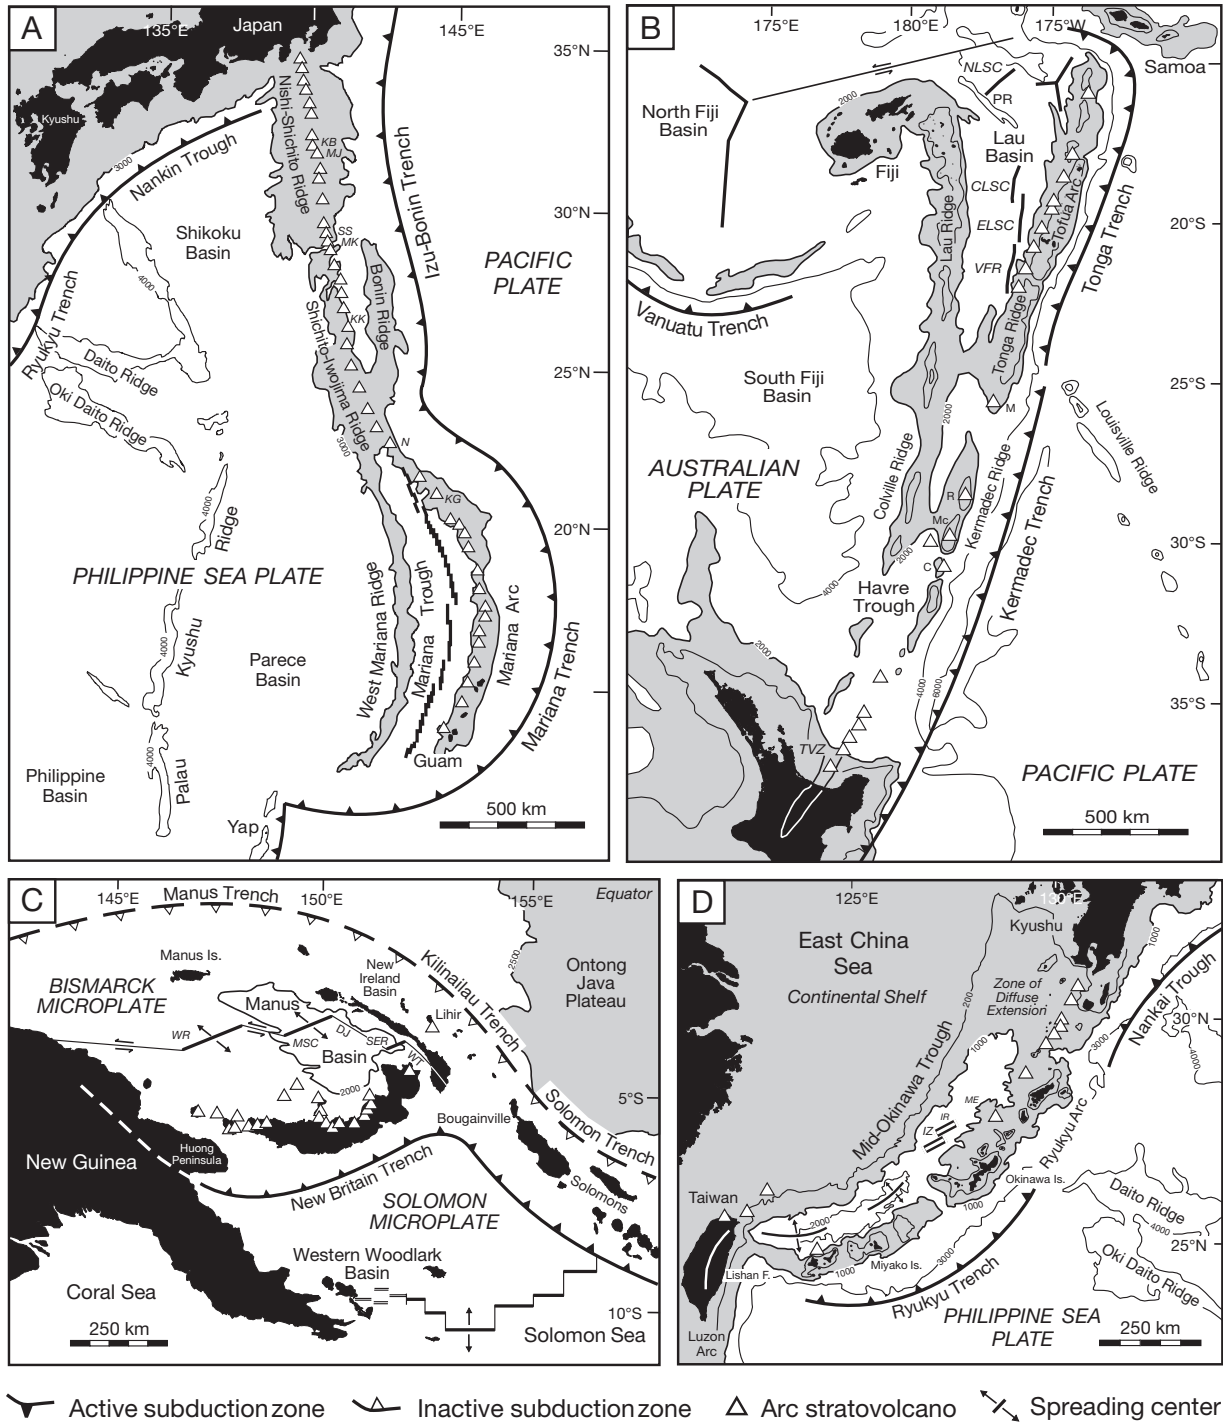 A
135°E
Japan
145°E
35°N
Kyushu
3000
Nankin Trough
Nishi-Shichito Ridge
KB
MJ
Izu-Bonin Trench
30°N
Shikoku
Basin
SS
MK
PACIFIC
PLATE
4000
Bonin Ridge
Ryukyu Trench
KK
Shichito-Iwojima Ridge
Daito Ridge
25°N
Oki Daito Ridge
3000
N
KG
4000
Ridge
20°N
PHILIPPINE SEA PLATE
West Mariana Ridge
Mariana Trough
Mariana Arc
4000
Kyushu
Parece
Basin
Mariana Trench
Guam
4000
Palau
Philippine
Basin
Yap
500 km
B
175°E
180°E
175°W
NLSC
Samoa
2000
PR
North Fiji
Basin
Lau
Basin
Fiji
CLSC
Tofua Arc
Tonga Trench
Lau Ridge
ELSC
20°S
VFR
Vanuatu Trench
Tonga Ridge
South Fiji
Basin
25°S
M
2000
Louisville Ridge
AUSTRALIAN
PLATE
Colville Ridge
R
Kermadec Ridge
Mc
Kermadec Trench
2000
30°S
C
4000
Havre
Trough
2000
4000
6000
35°S
TVZ
PACIFIC PLATE
500 km
C
145°E
Manus Trench
150°E
155°E
Equator
Manus Is.
New
Ireland
Basin
Kilinailau Trench
2500
Ontong
Java
Plateau
BISMARCK
MICROPLATE
Manus
Lihir
WR
MSC
DJ
SER
WT
Basin
2000
Bougainville
Solomon Trench
5°S
New Guinea
Huong
Peninsula
New Britain Trench
SOLOMON
MICROPLATE
Solomons
Western Woodlark
Basin
Coral Sea
10°S
Solomon Sea
250 km
D
125°E
130°E
Kyushu
1000
East China
Sea
Continental Shelf
Zone of
Diffuse
Extension
Nankai Trough
200
30°N
1000
3000
4000
Mid-Okinawa Trough
ME
IR
IZ
Ryukyu Arc
Okinawa Is.
Taiwan
1000
Daito Ridge
2000
4000
25°N
3000
Miyako Is.
Lishan F.
1000
Oki Daito Ridge
Ryukyu Trench
PHILIPPINE SEA
PLATE
Luzon
Arc
250 km
Active subduction zone
Inactive subduction zone
Arc stratovolcano
Spreading center